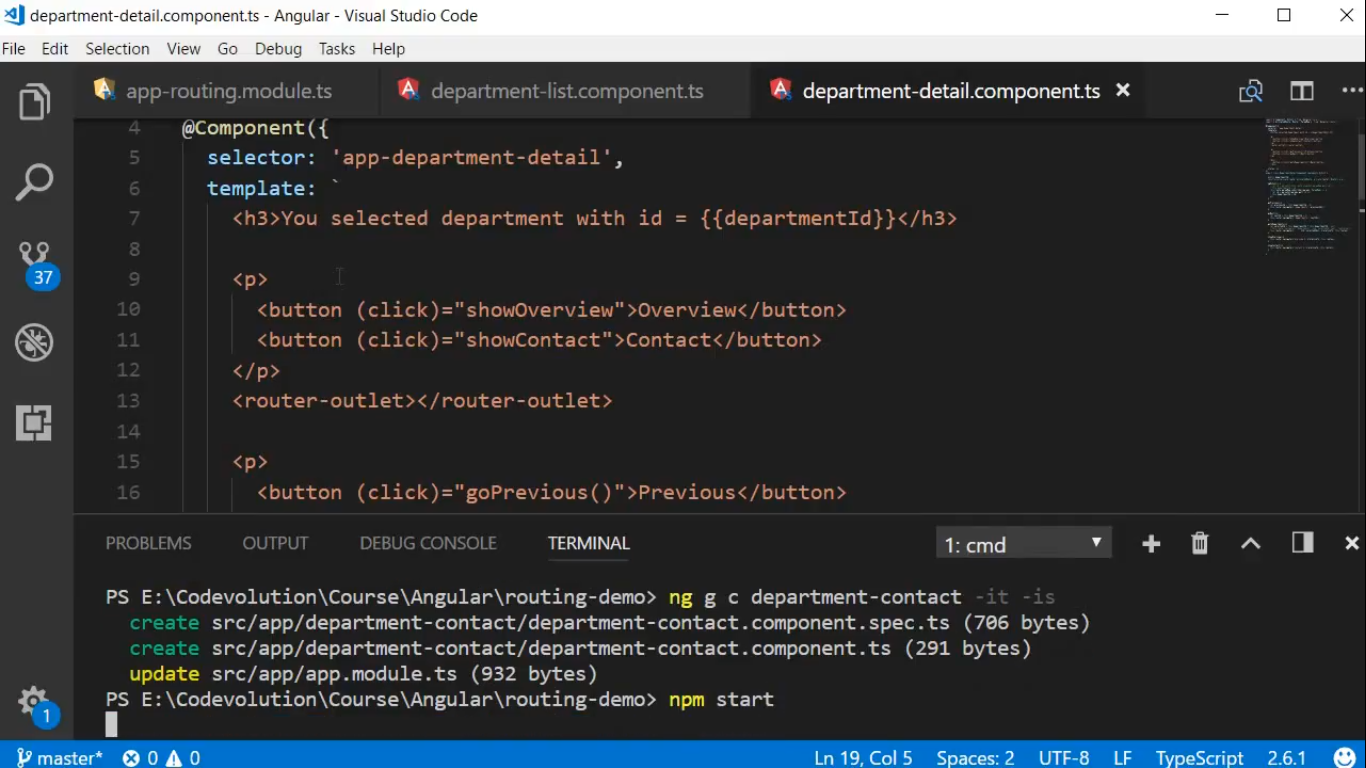 department-detail.component.ts - Angular - Visual Studio Code
File Edit Selection View Go Debug Tasks Help
app-routing.module.ts department-list.component.ts department-detail.component.ts
4 @Component({
5 selector: 'app-department-detail',
6 template: `
7 <h3>You selected department with id = {{departmentId}}</h3>
8
9 <p>
10 <button (click)="showOverview">Overview</button>
11 <button (click)="showContact">Contact</button>
12 </p>
13 <router-outlet></router-outlet>
14
15 <p>
16 <button (click)="goPrevious()">Previous</button>
37
PROBLEMS OUTPUT DEBUG CONSOLE TERMINAL 1: cmd
PS E:\Codevolution\Course\Angular\routing-demo> ng g c department-contact -it -is
create src/app/department-contact/department-contact.component.spec.ts (706 bytes)
create src/app/department-contact/department-contact.component.ts (291 bytes)
update src/app/app.module.ts (932 bytes)
PS E:\Codevolution\Course\Angular\routing-demo> npm start
1
master* 0 0 Ln 19, Col 5 Spaces: 2 UTF-8 LF TypeScript 2.6.1